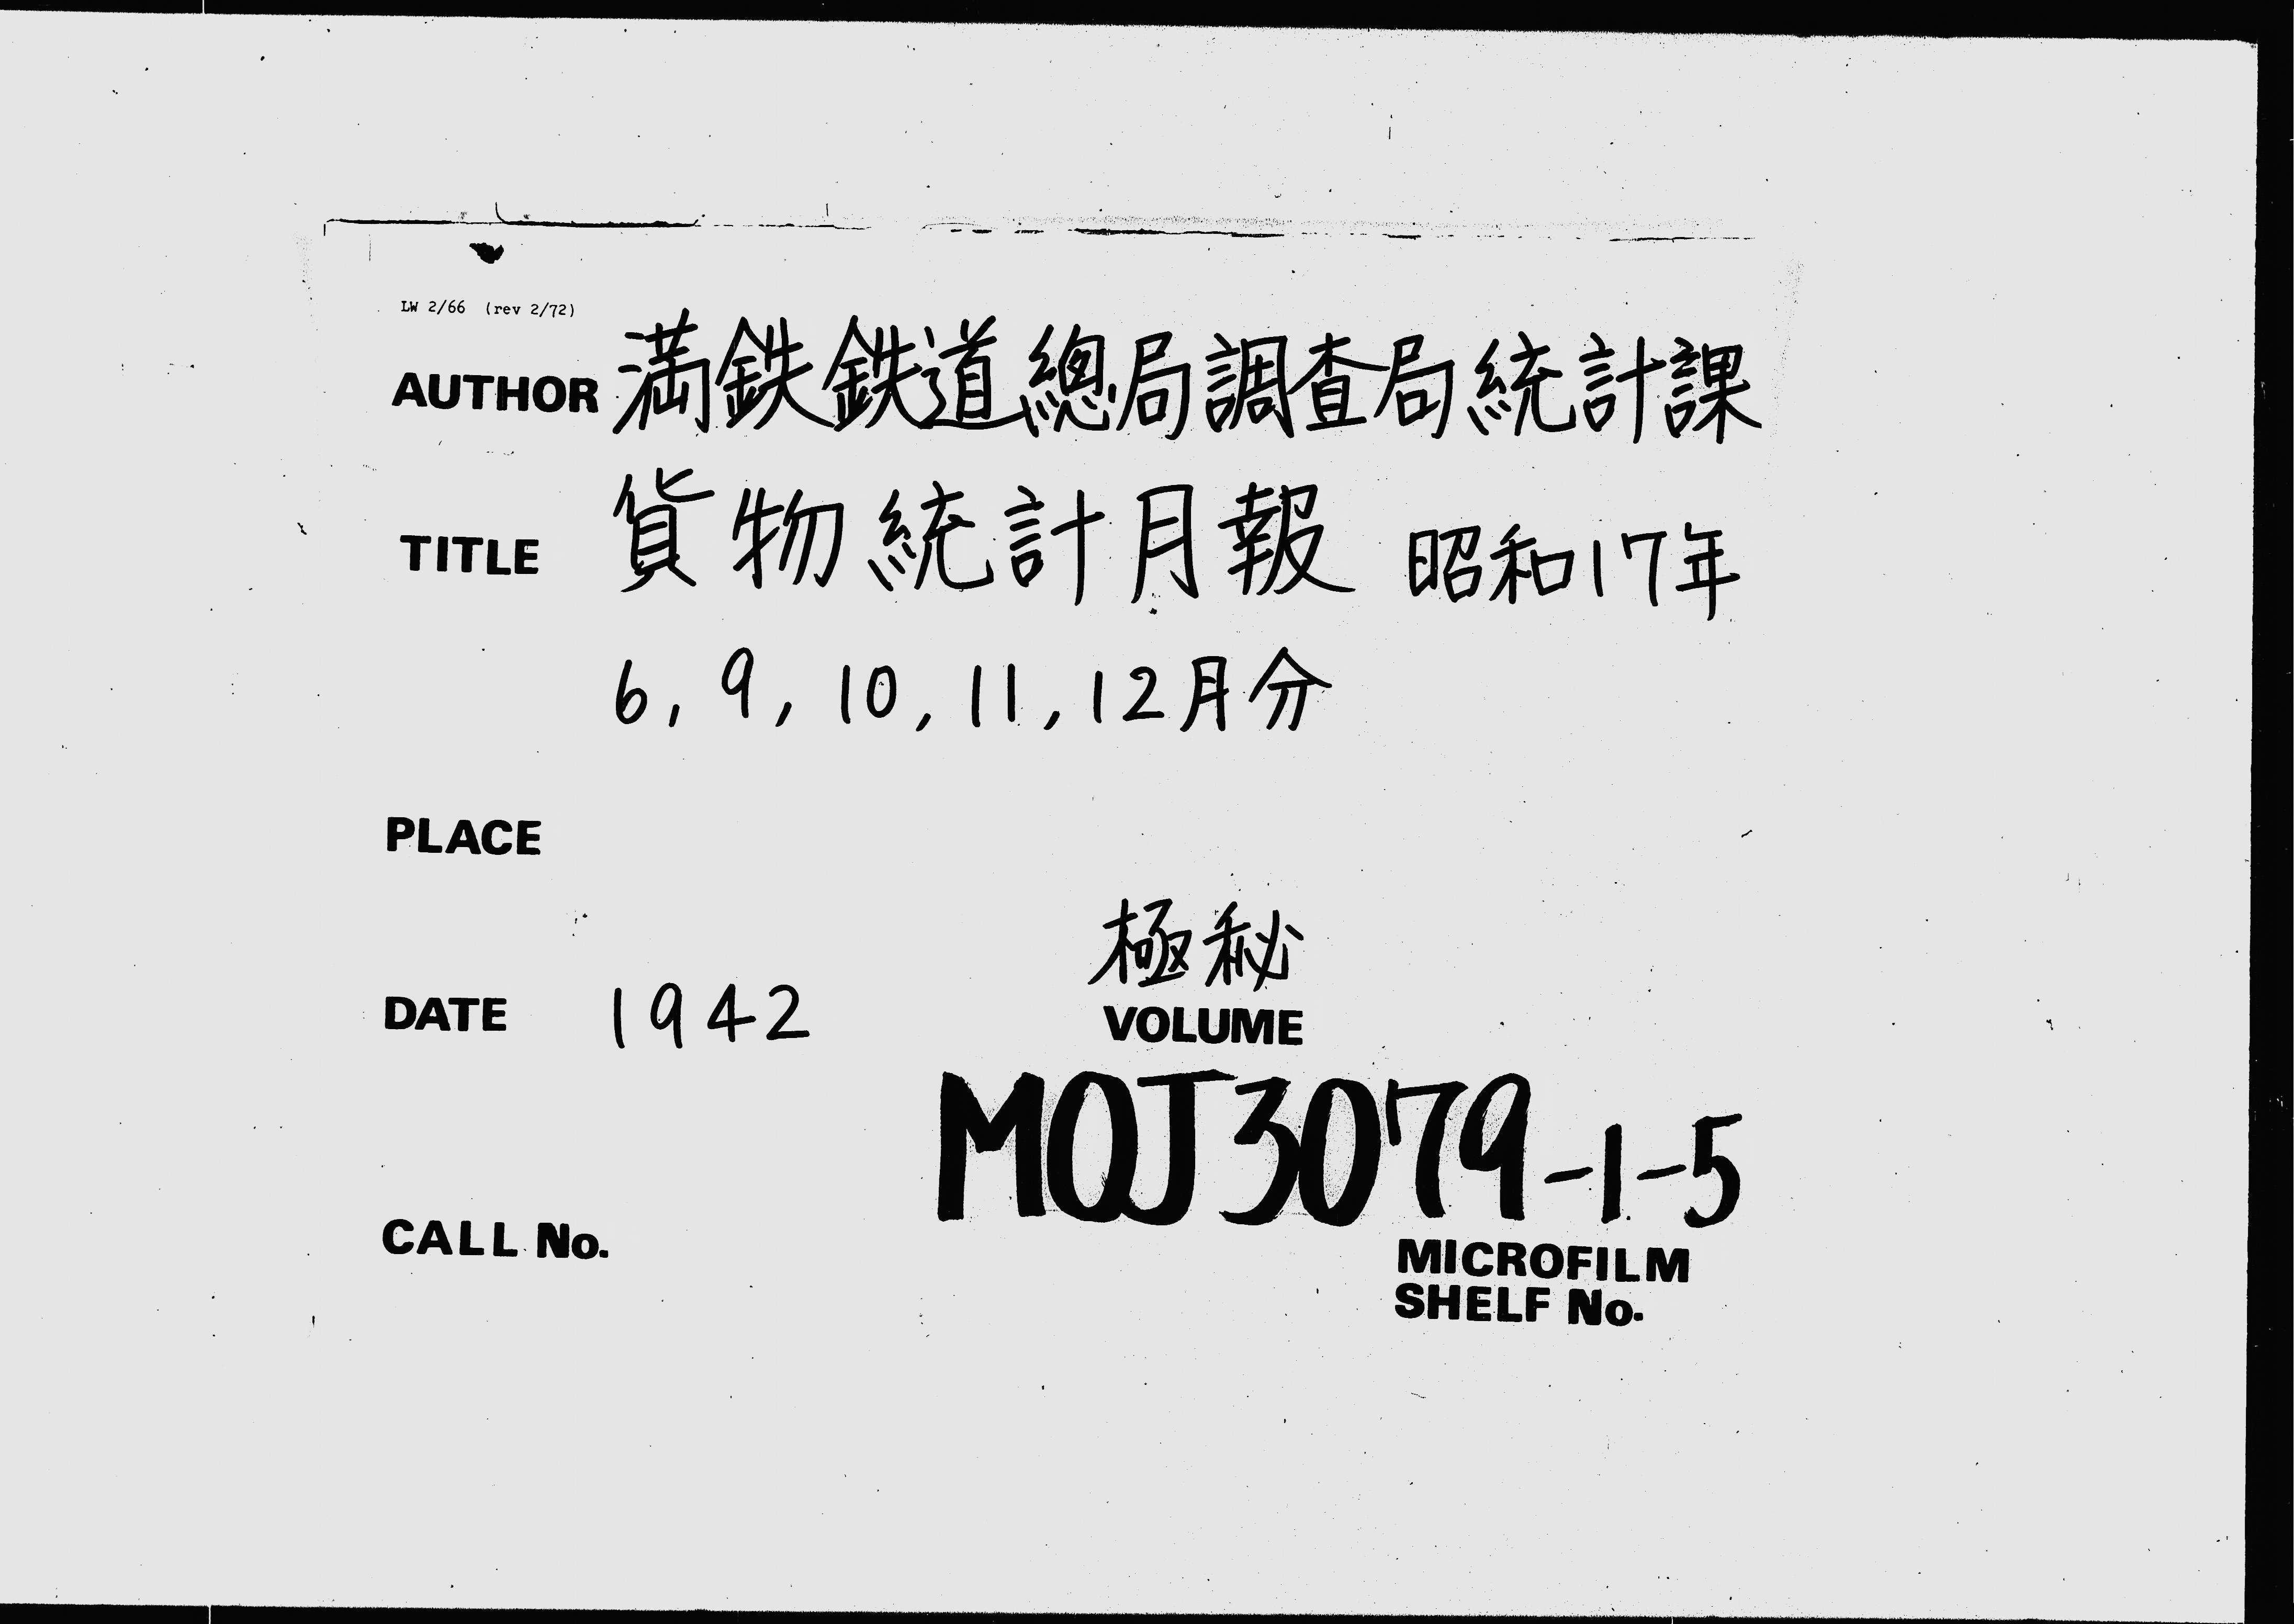 LW 2/66 (rev 2/72)
AUTHOR 満鉄鉄道總局調査局統計課
TITLE 貨物統計月報 昭和17年
6, 9, 10, 11, 12月分
PLACE
極秘
DATE 1942 VOLUME
MOJ3079-1-5
CALL No.
MICROFILM
SHELF No.